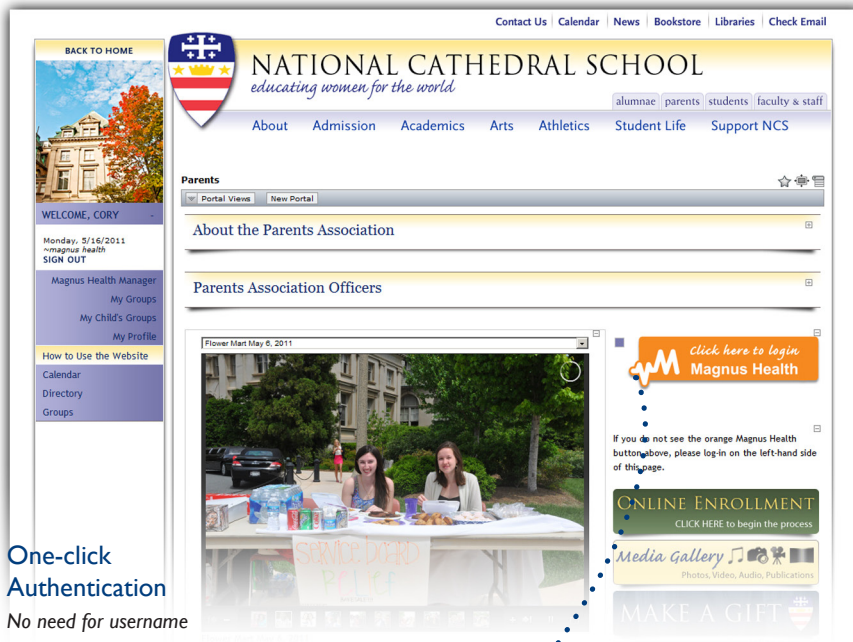 Contact Us Calendar News Bookstore Libraries Check Email
BACK TO HOME
NATIONAL CATHEDRAL SCHOOL
educating women for the world
alumnae parents students faculty & staff
About Admission Academics Arts Athletics Student Life Support NCS
Parents
Portal Views New Portal
WELCOME, CORY -
Monday, 5/16/2011
~magnus health
SIGN OUT
Magnus Health Manager
My Groups
My Child's Groups
My Profile
How to Use the Website
Calendar
Directory
Groups
About the Parents Association
Parents Association Officers
Flower Mart May 6, 2011
SERVICE BOARD
RELIEF
Click here to login
Magnus Health
If you do not see the orange Magnus Health
button above, please log-in on the left-hand side
of this page.
ONLINE ENROLLMENT
CLICK HERE to begin the process
Media Gallery
Photos, Video, Audio, Publications
MAKE A GIFT
One-click
Authentication
No need for username